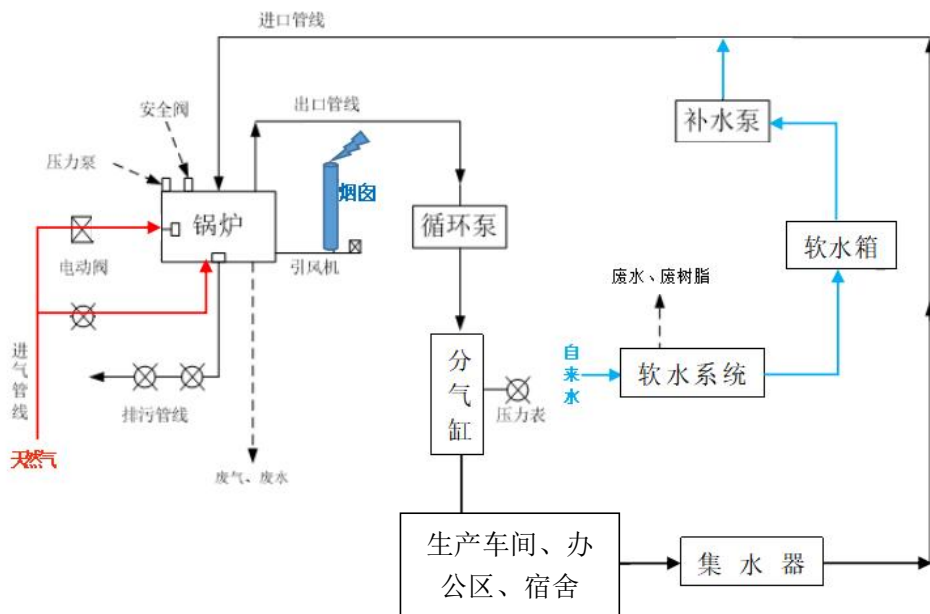 进口管线
安全阀
出口管线
补水泵
压力泵
烟囱
锅炉
循环泵
软水箱
电动阀
引风机
废水、废树脂
进气管线
分气缸
自来水
软水系统
压力表
排污管线
天然气
废气、废水
生产车间、办
公区、宿舍
集水器